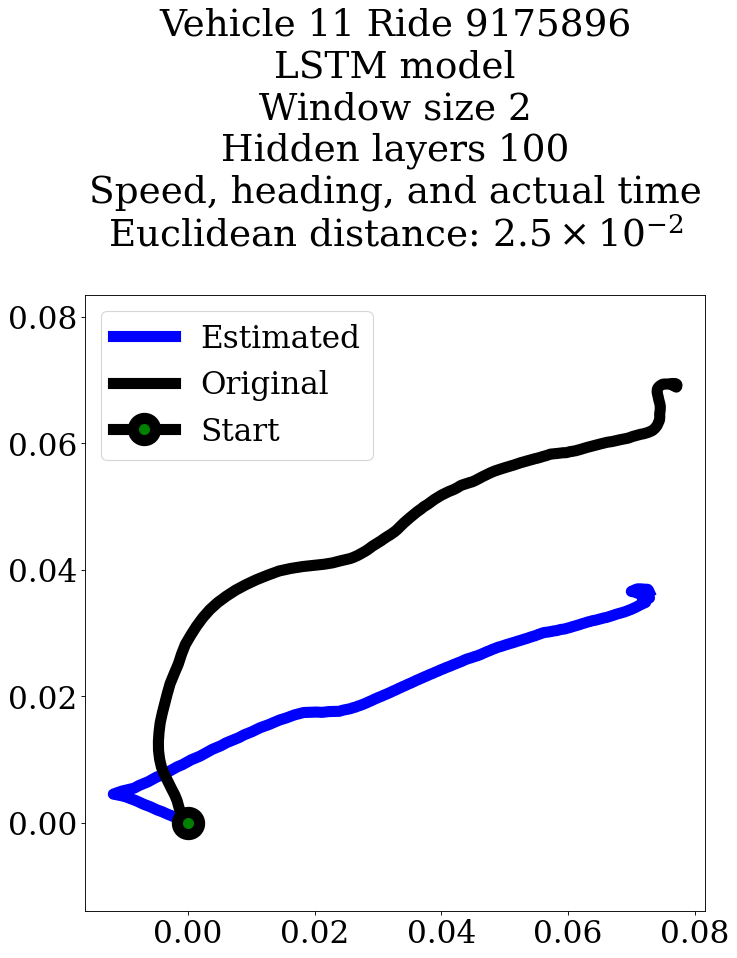 Vehicle 11 Ride 9175896
LSTM model
Window size 2
Hidden layers 100
Speed, heading, and actual time
Euclidean distance: 2.5 × 10⁻²
Estimated
Original
Start
0.08
0.06
0.04
0.02
0.00
0.00 0.02 0.04 0.06 0.08